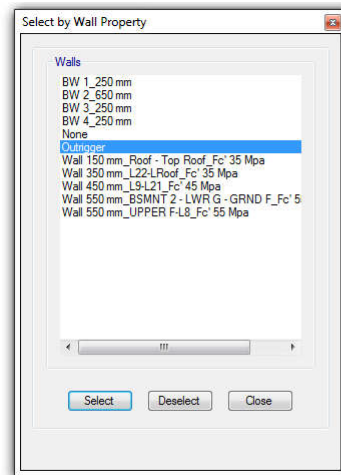 Select by Wall Property
Walls
BW 1_250 mm
BW 2_650 mm
BW 3_250 mm
BW 4_250 mm
None
Outrigger
Wall 150 mm_Roof - Top Roof_Fc' 35 Mpa
Wall 350 mm_L22-LRoof_Fc' 35 Mpa
Wall 450 mm_L9-L21_Fc' 45 Mpa
Wall 550 mm_BSMNT 2 - LWR G - GRND F_Fc'
Wall 550 mm_UPPER F-L8_Fc' 55 Mpa
Select Deselect Close